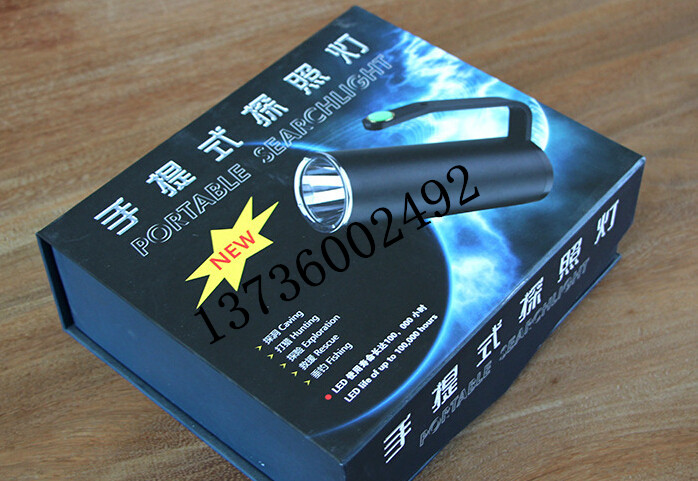 手提式探照灯
PORTABLE SEARCHLIGHT
NEW
13736002492
探洞 Caving
打猎 Hunting
探险 Exploration
救援 Rescue
垂钓 Fishing
LED 使用寿命长达100，000 小时
LED life of up to 100,000 hours
手提式探照灯
PORTABLE SEARCHLIGHT